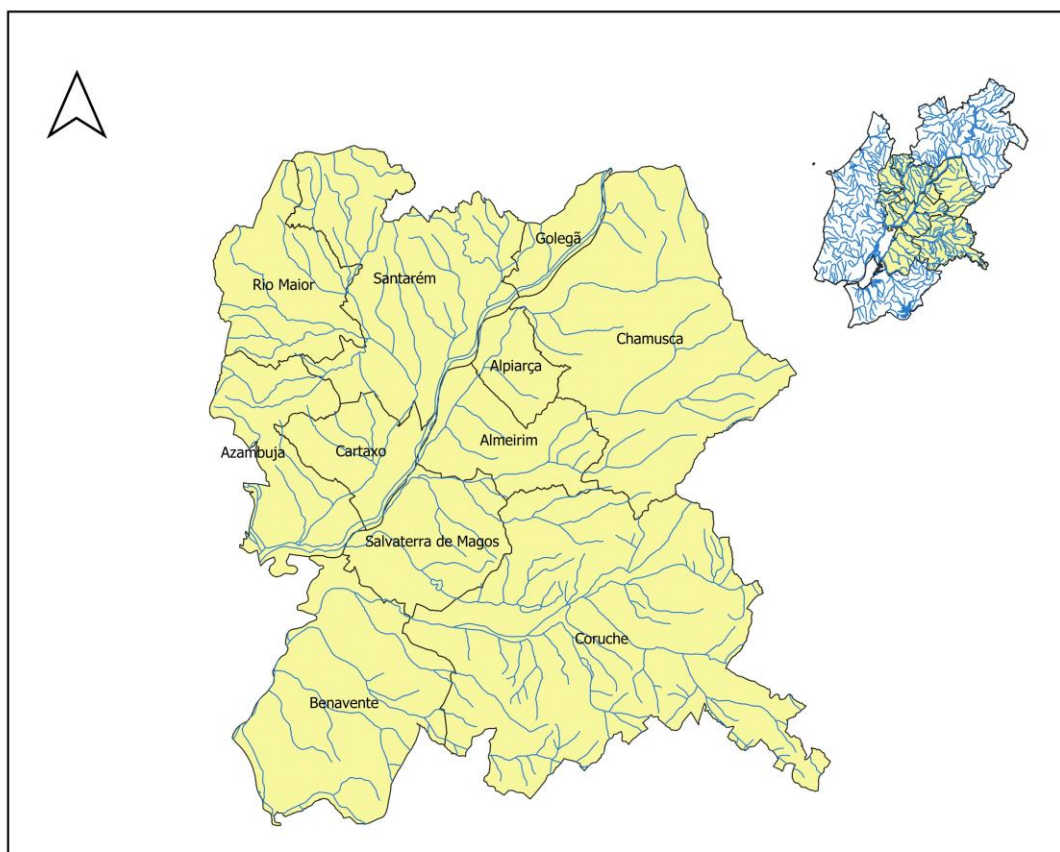 Golegã
Santarém
Rio Maior
Chamusca
Alpiarça
Almeirim
Azambuja
Cartaxo
Salvaterra de Magos
Coruche
Benavente